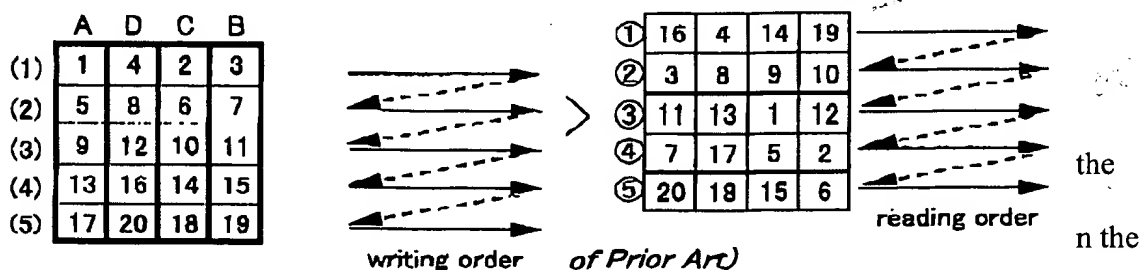 A D C B
(1) 1 4 2 3
(2) 5 8 6 7
(3) 9 12 10 11
(4) 13 16 14 15
(5) 17 20 18 19
writing order
>
① 16 4 14 19
② 3 8 9 10
③ 11 13 1 12
④ 7 17 5 2
⑤ 20 18 15 6
reading order
of Prior Art)
the
n the